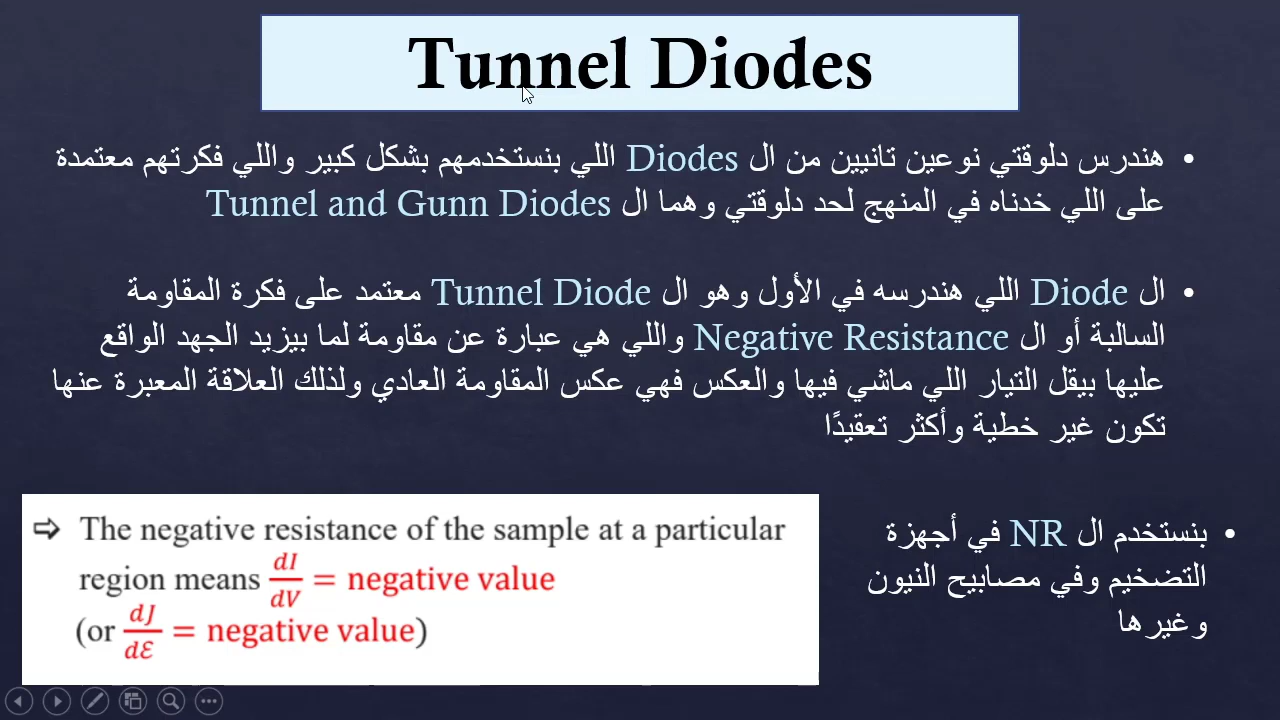 Tunnel Diodes
• هندرس دلوقتي نوعين تانيين من ال Diodes اللي بنستخدمهم بشكل كبير واللي فكرتهم معتمدة
على اللي خدناه في المنهج لحد دلوقتي وهما ال Tunnel and Gunn Diodes
• ال Diode اللي هندرسه في الأول وهو ال Tunnel Diode معتمد على فكرة المقاومة
السالبة أو ال Negative Resistance واللي هي عبارة عن مقاومة لما بيزيد الجهد الواقع
عليها بيقل التيار اللي ماشي فيها والعكس فهي عكس المقاومة العادي ولذلك العلاقة المعبرة عنها
تكون غير خطية وأكثر تعقيدًا
• بنستخدم ال NR في أجهزة
التضخيم وفي مصابيح النيون
وغيرها
⇨ The negative resistance of the sample at a particular
region means dI/dV = negative value
(or dJ/dℰ = negative value)